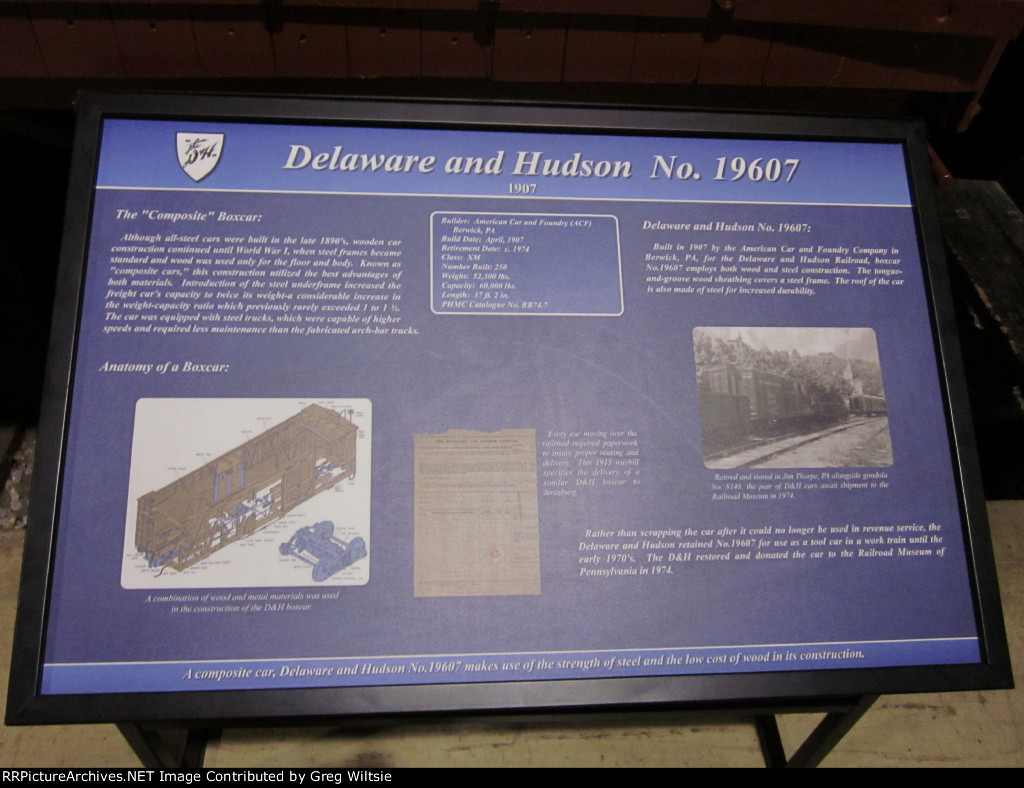 The D&H
Delaware and Hudson No. 19607
1907
The "Composite" Boxcar:
Although all-steel cars were built in the late 1890's, wooden car
construction continued until World War I, when steel frames became
standard and wood was used only for the floor and body. Known as
"composite cars," this construction utilized the best advantages of
both materials. Introduction of the steel underframe increased the
freight car's capacity to twice its weight-a considerable increase in
the weight-capacity ratio which previously rarely exceeded 1 to 1 ½.
The car was equipped with steel trucks, which were capable of higher
speeds and required less maintenance than the fabricated arch-bar trucks.
Anatomy of a Boxcar:
A combination of wood and metal materials was used
in the construction of the D&H boxcar.
Builder: American Car and Foundry (ACF)
Berwick, PA
Build Date: April, 1907
Retirement Date: c. 1974
Class: XM
Number Built: 250
Weight: 52,300 lbs.
Capacity: 60,000 lbs.
Length: 37 ft. 2 in.
PHMC Catalogue No. RR74.7
Every car moving over the
railroad required paperwork
to insure proper routing and
delivery. This 1915 waybill
specifies the delivery of a
similar D&H boxcar to
Strasburg.
Delaware and Hudson No. 19607:
Built in 1907 by the American Car and Foundry Company in
Berwick, PA, for the Delaware and Hudson Railroad, boxcar
No.19607 employs both wood and steel construction. The tongue-
and-groove wood sheathing covers a steel frame. The roof of the car
is also made of steel for increased durability.
Retired and stored in Jim Thorpe, PA alongside gondola
No. 8148, the pair of D&H cars await shipment to the
Railroad Museum in 1974.
Rather than scrapping the car after it could no longer be used in revenue service, the
Delaware and Hudson retained No.19607 for use as a tool car in a work train until the
early 1970's. The D&H restored and donated the car to the Railroad Museum of
Pennsylvania in 1974.
A composite car, Delaware and Hudson No.19607 makes use of the strength of steel and the low cost of wood in its construction.
RRPictureArchives.NET Image Contributed by Greg Wiltsie